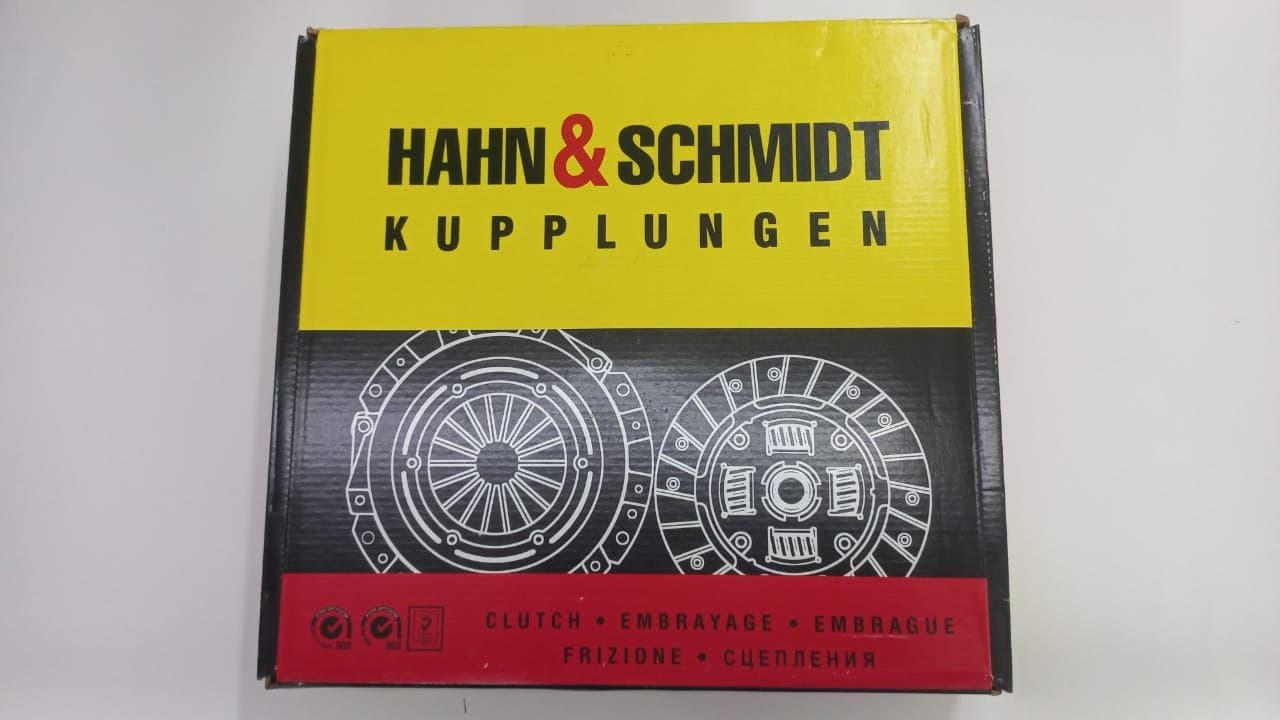 HAHN & SCHMIDT
KUPPLUNGEN
CLUTCH • EMBRAYAGE • EMBRAGUE
FRIZIONE • СЦЕПЛЕНИЯ